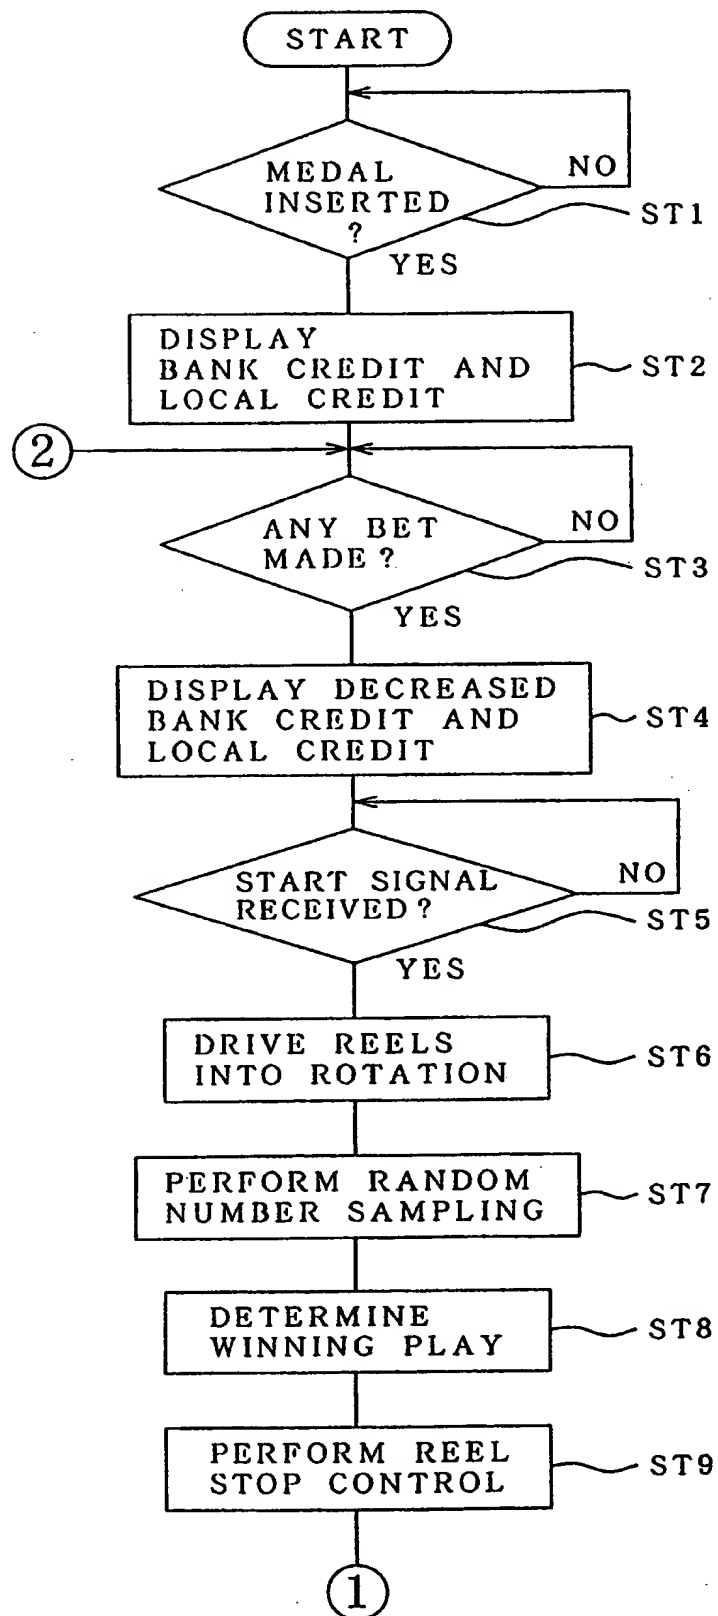 START
MEDAL
INSERTED
?
NO
ST1
YES
DISPLAY
BANK CREDIT AND
LOCAL CREDIT
ST2
2
ANY BET
MADE?
NO
ST3
YES
DISPLAY DECREASED
BANK CREDIT AND
LOCAL CREDIT
ST4
START SIGNAL
RECEIVED?
NO
ST5
YES
DRIVE REELS
INTO ROTATION
ST6
PERFORM RANDOM
NUMBER SAMPLING
ST7
DETERMINE
WINNING PLAY
ST8
PERFORM REEL
STOP CONTROL
ST9
1